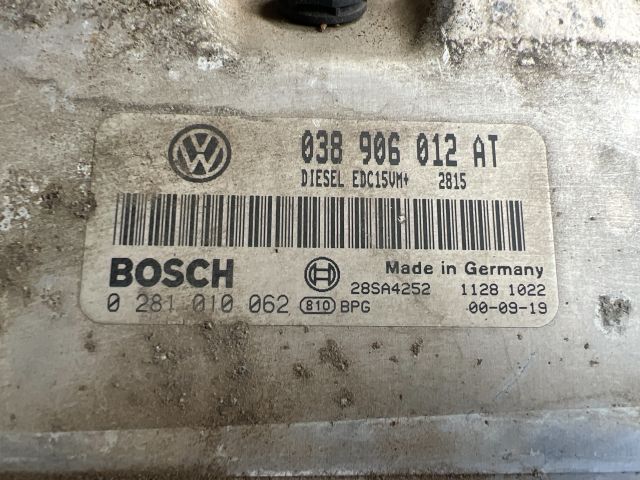 038 906 012 AT
DIESEL EDC15VM+ 2815
BOSCH
Made in Germany
0 281 010 062 810 BPG 28SA4252 1128 1022
00-09-19